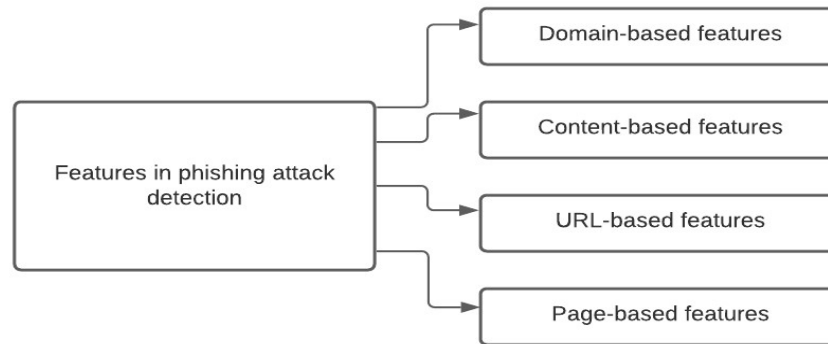 Domain-based features
Content-based features
Features in phishing attack
detection
URL-based features
Page-based features